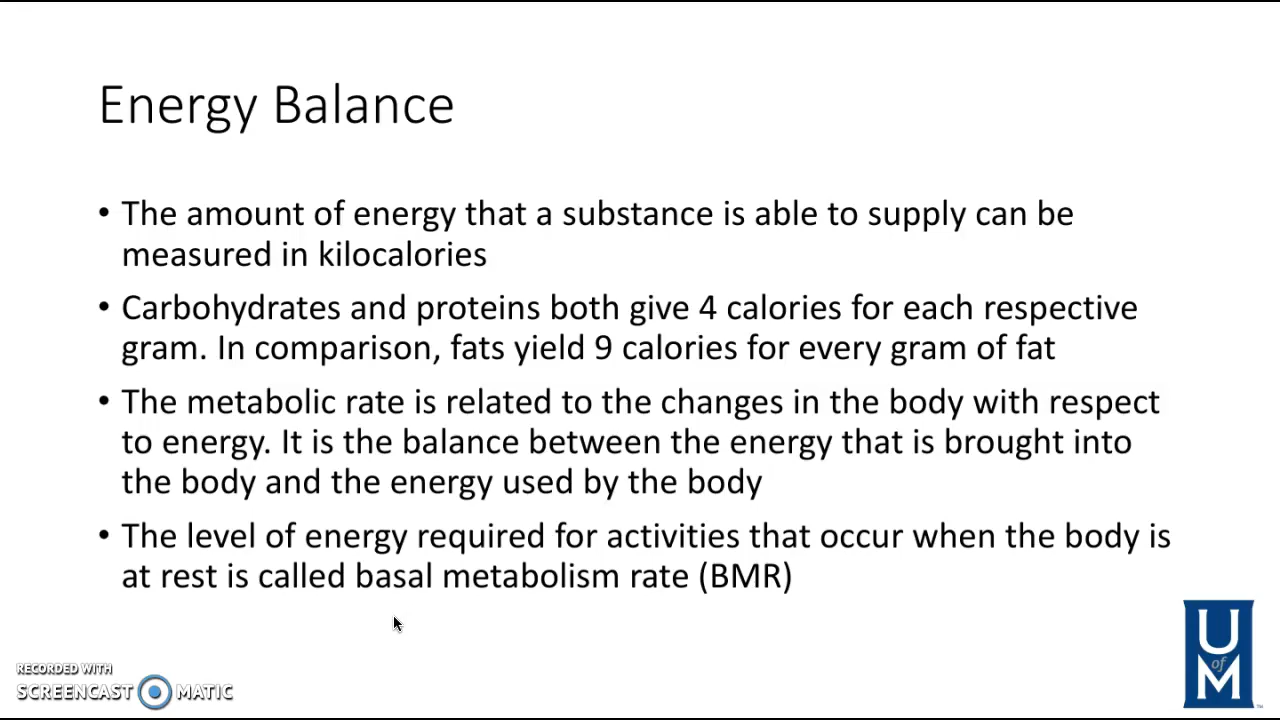 Energy Balance
• The amount of energy that a substance is able to supply can be
measured in kilocalories
• Carbohydrates and proteins both give 4 calories for each respective
gram. In comparison, fats yield 9 calories for every gram of fat
• The metabolic rate is related to the changes in the body with respect
to energy. It is the balance between the energy that is brought into
the body and the energy used by the body
• The level of energy required for activities that occur when the body is
at rest is called basal metabolism rate (BMR)
RECORDED WITH
SCREENCAST MATIC
U
of
M
™